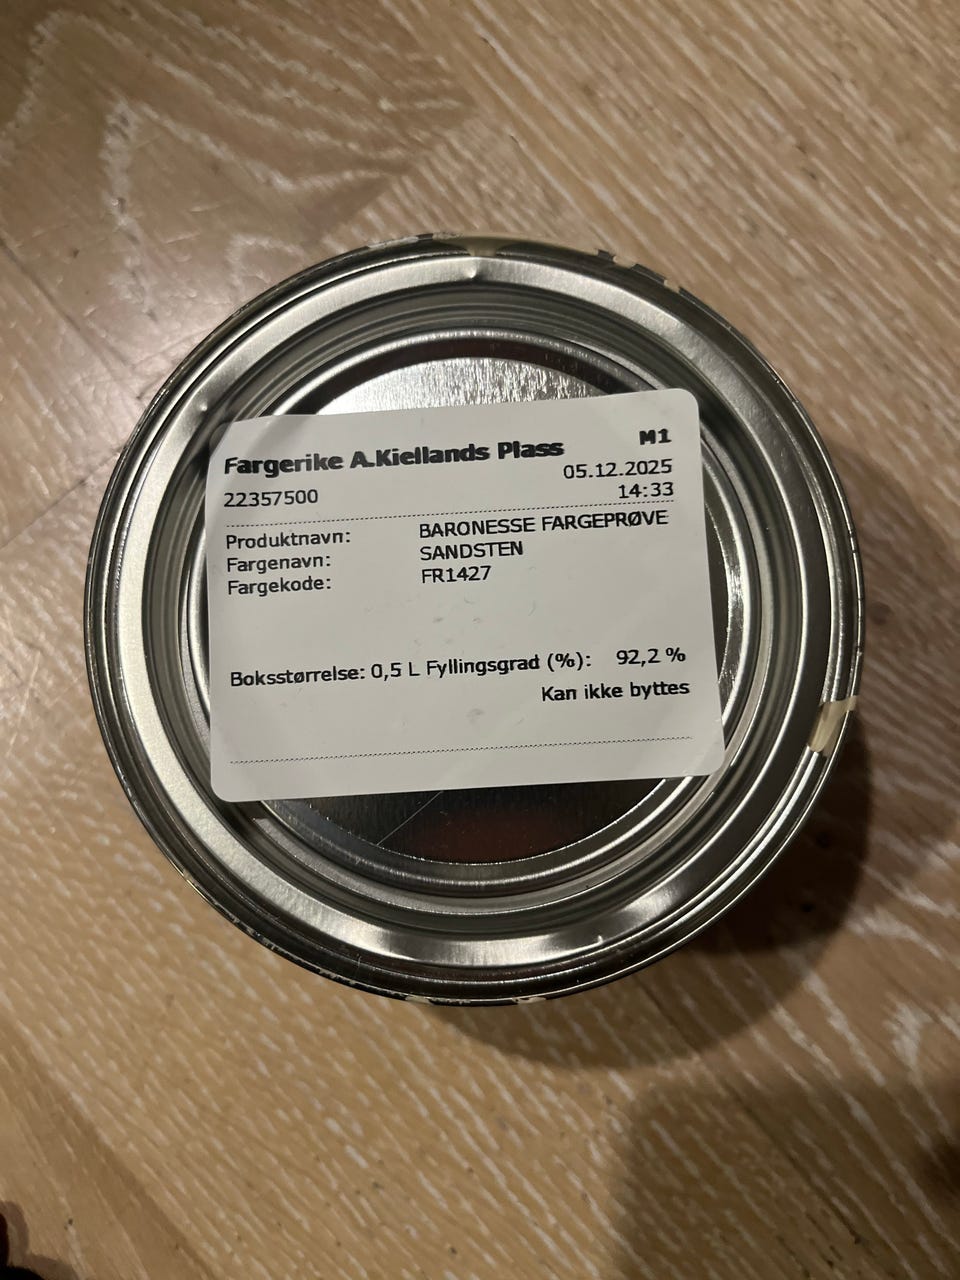 Fargerike A.Kiellands Plass M1
05.12.2025
22357500 14:33
Produktnavn: BARONESSE FARGEPRØVE
Fargenavn: SANDSTEN
Fargekode: FR1427
Boksstørrelse: 0,5 L Fyllingsgrad (%): 92,2 %
Kan ikke byttes